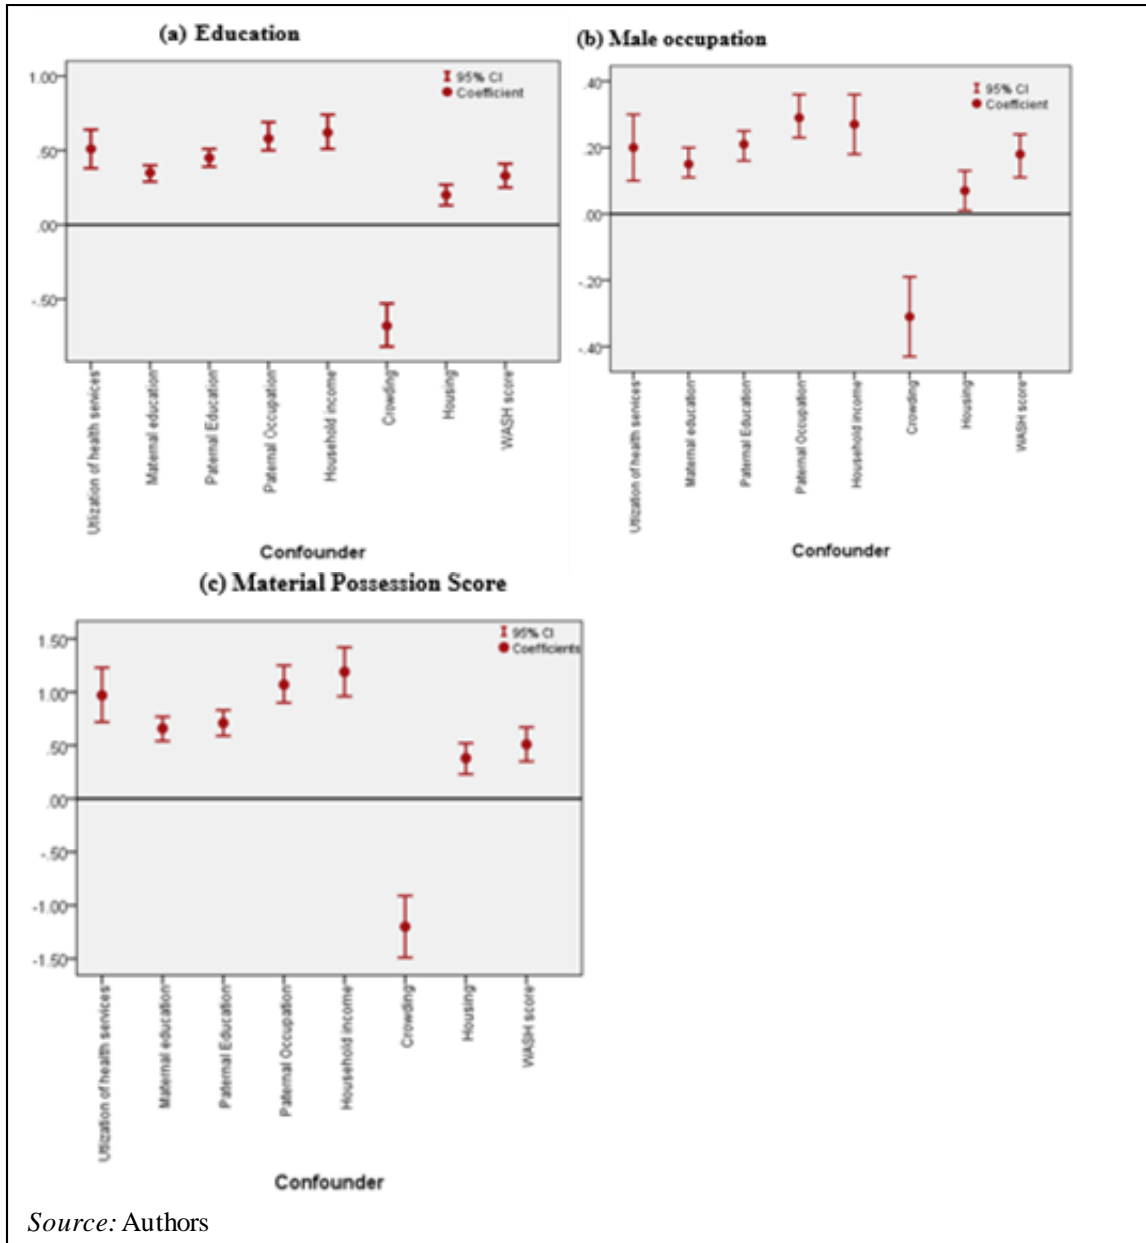 (a) Education
95% CI
Coefficient
1.00
.50
.00
-.50
Utlization of health services
Maternal education
Paternal Education
Paternal Occupation
Household income
Crowding
Housing
WASH score
Confounder
(b) Male occupation
95% CI
Coefficient
.40
.20
.00
-.20
-.40
Utlization of health services
Maternal education
Paternal Education
Paternal Occupation
Household income
Crowding
Housing
WASH score
Confounder
(c) Material Possession Score
95% CI
Coefficients
1.50
1.00
.50
.00
-.50
-1.00
-1.50
Utlization of health services
Maternal education
Paternal Education
Paternal Occupation
Household income
Crowding
Housing
WASH score
Confounder
Source: Authors